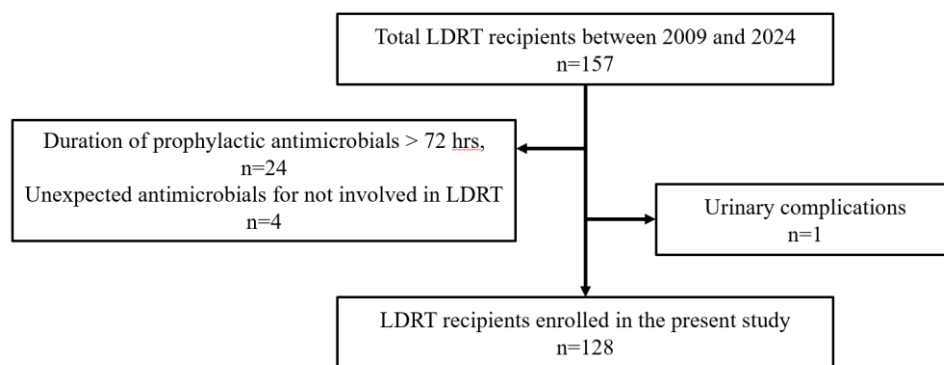 Total LDRT recipients between 2009 and 2024
n=157
Duration of prophylactic antimicrobials > 72 hrs,
n=24
Unexpected antimicrobials for not involved in LDRT
n=4
Urinary complications
n=1
LDRT recipients enrolled in the present study
n=128